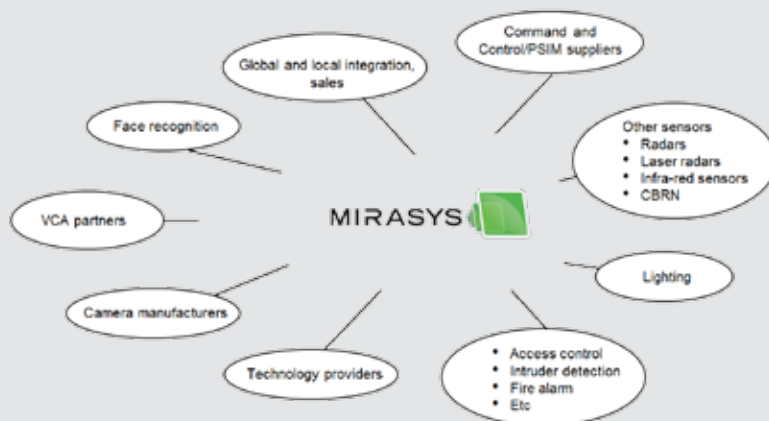 Command and
Control/PSIM suppliers
Global and local integration,
sales
Face recognition
Other sensors
• Radars
• Laser radars
• Infra-red sensors
• CBRN
VCA partners
MIRASYS
Lighting
Camera manufacturers
Technology providers
• Access control
• Intruder detection
• Fire alarm
• Etc